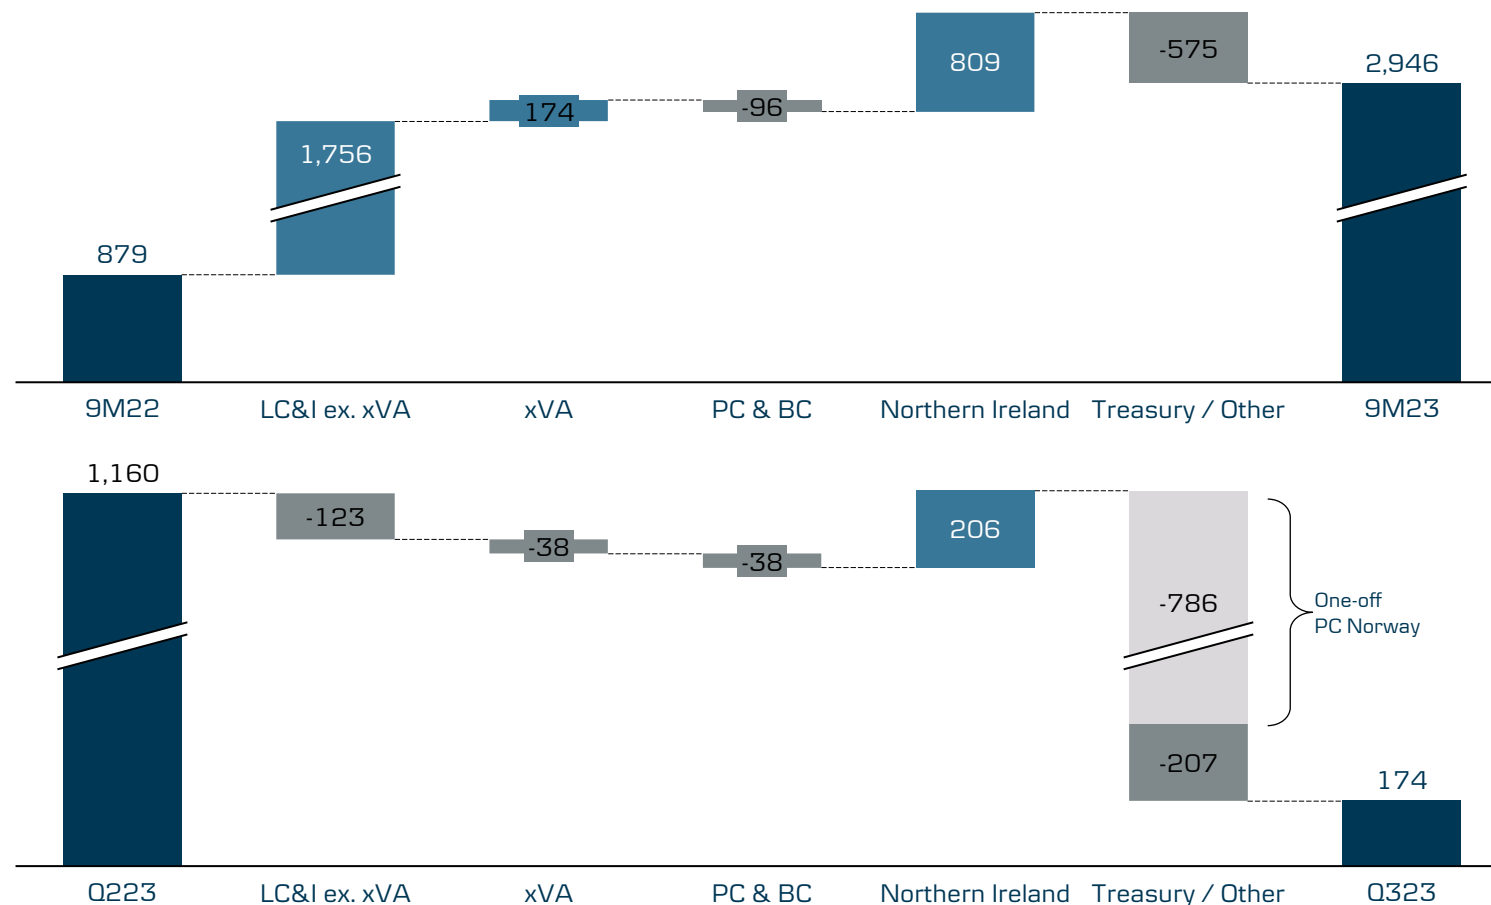 879
1,756
174
-96
809
-575
2,946
9M22
LC&I ex. xVA
xVA
PC & BC
Northern Ireland
Treasury / Other
9M23
1,160
-123
-38
-38
206
-786
One-off
PC Norway
-207
174
Q223
LC&I ex. xVA
xVA
PC & BC
Northern Ireland
Treasury / Other
Q323